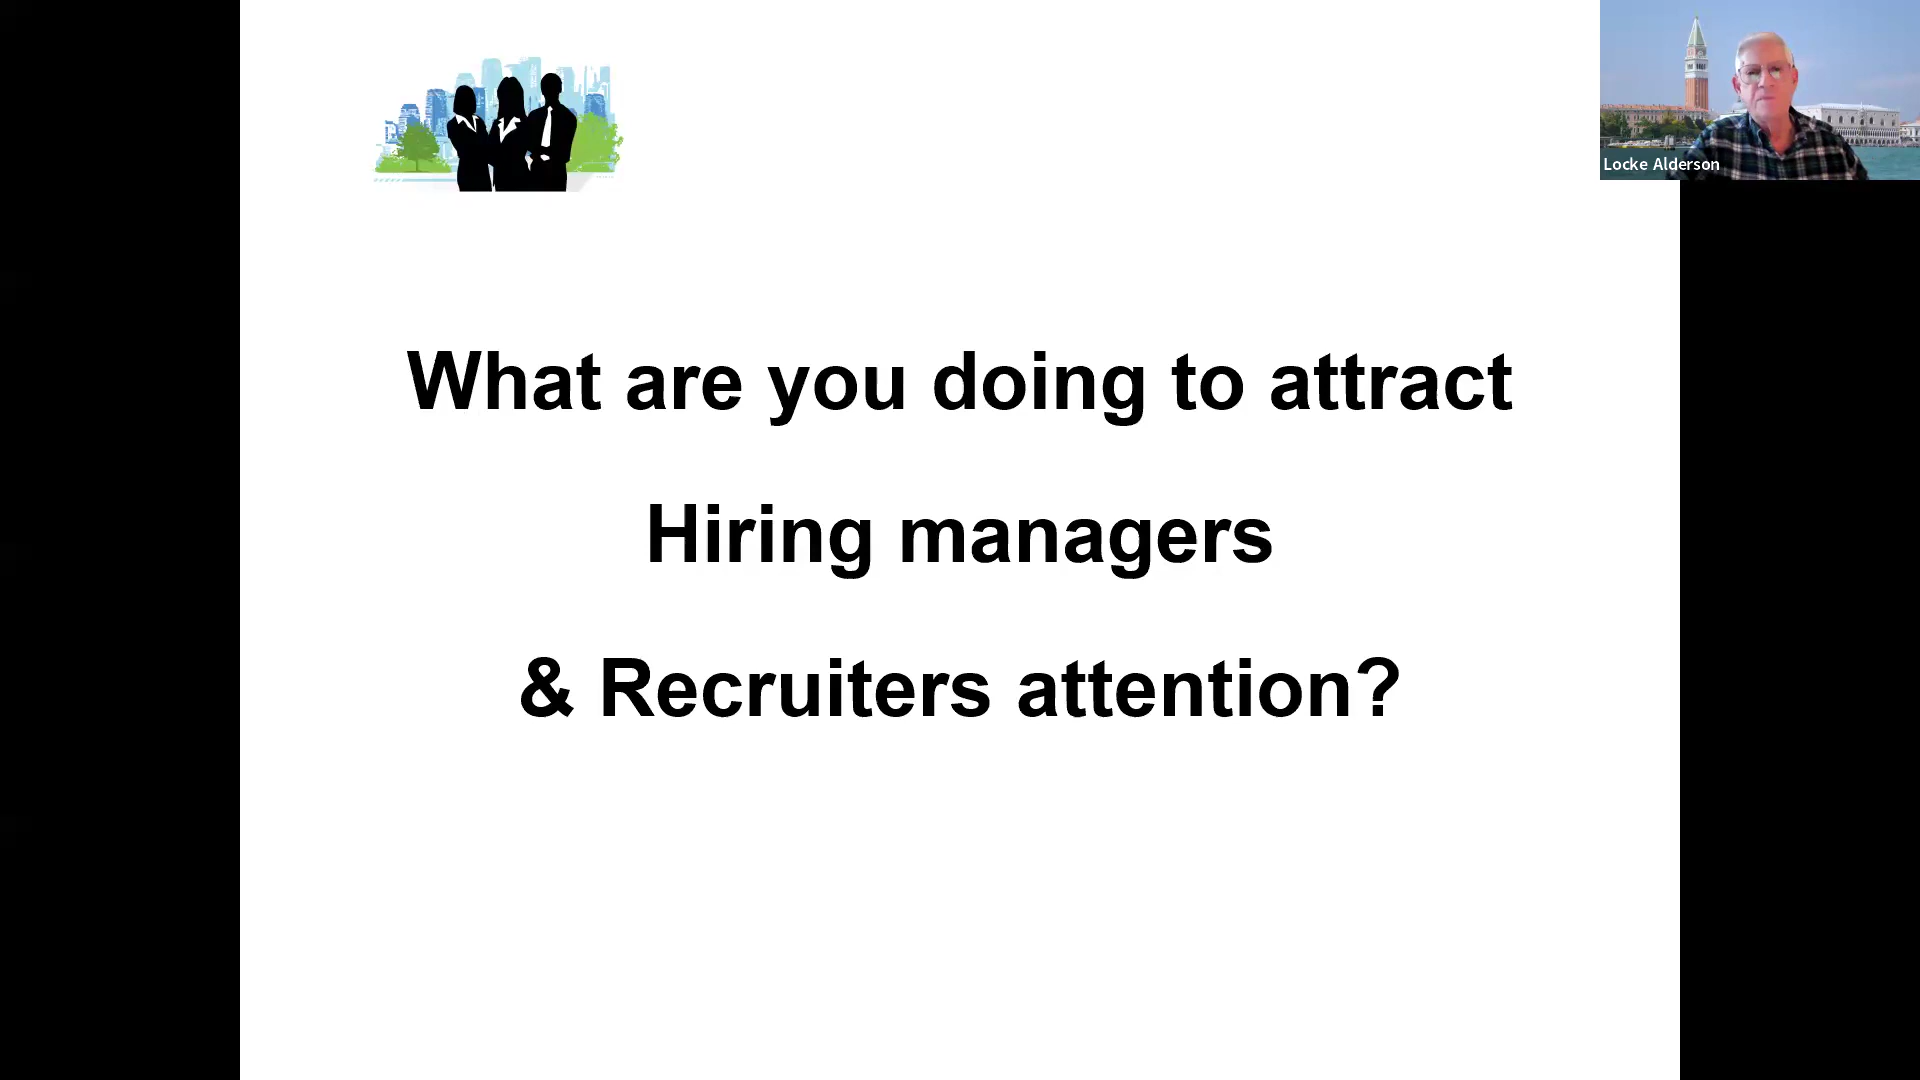 Locke Alderson
What are you doing to attract
Hiring managers
& Recruiters attention?